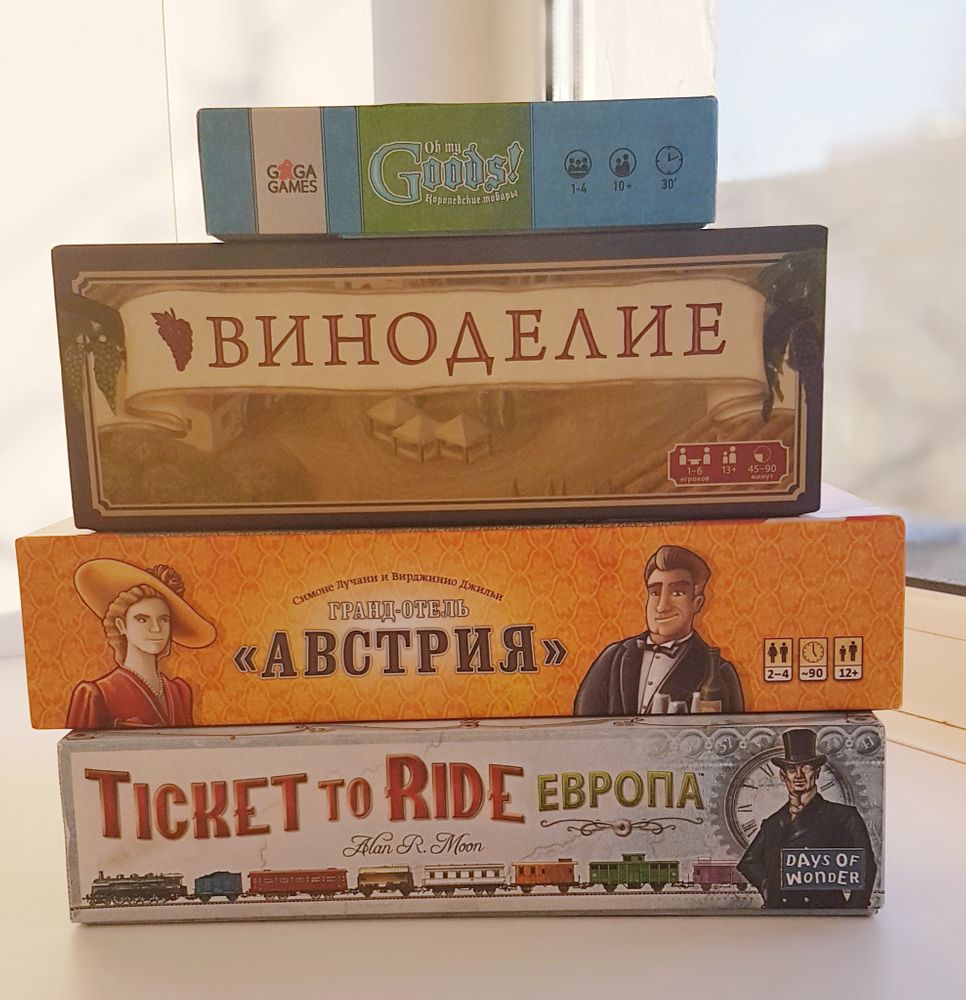 GAGA
GAMES
Oh my
Goods!
Королевские товары
1-4
10+
30'
ВИНОДЕЛИЕ
1–6
игроков
13+
45–90
минут
Симоне Лучани и Вирджинио Джильи
ГРАНД-ОТЕЛЬ
«АВСТРИЯ»
2–4
~90
12+
TICKET TO RIDE ЕВРОПА™
Alan R. Moon
DAYS OF
WONDER